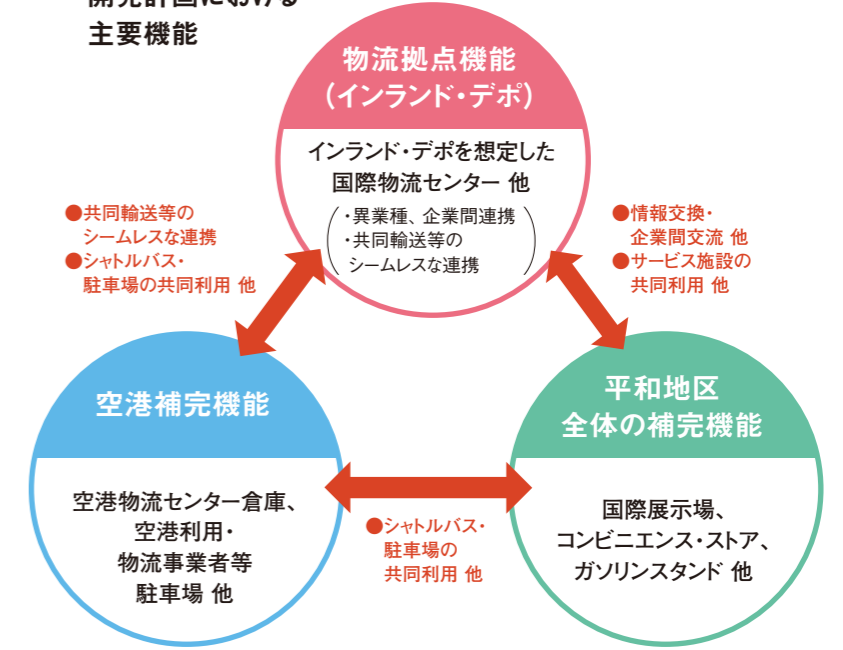 開発計画における
主要機能
物流拠点機能
(インランド・デポ)
インランド・デポを想定した
国際物流センター 他
・異業種、企業間連携
・共同輸送等の
シームレスな連携
●共同輸送等の
シームレスな連携
●シャトルバス・
駐車場の共同利用 他
●情報交換・
企業間交流 他
●サービス施設の
共同利用 他
空港補完機能
空港物流センター倉庫、
空港利用・
物流事業者等
駐車場 他
●シャトルバス・
駐車場の
共同利用 他
平和地区
全体の補完機能
国際展示場、
コンビニエンス・ストア、
ガソリンスタンド 他